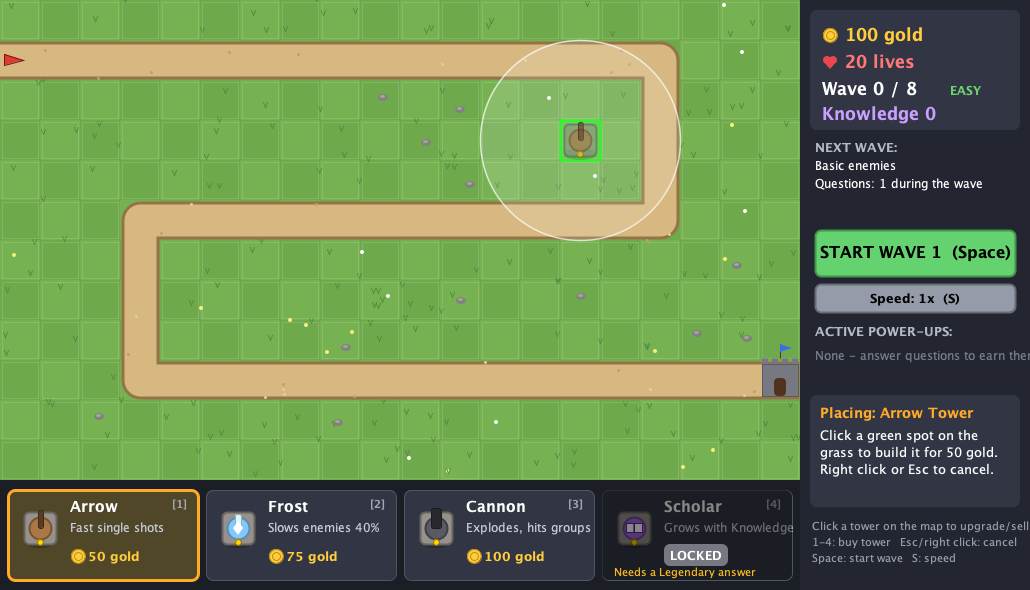 100 gold
20 lives
Wave 0 / 8 EASY
Knowledge 0
NEXT WAVE:
Basic enemies
Questions: 1 during the wave
START WAVE 1 (Space)
Speed: 1x (S)
ACTIVE POWER-UPS:
None - answer questions to earn ther
Placing: Arrow Tower
Click a green spot on the
grass to build it for 50 gold.
Right click or Esc to cancel.
Click a tower on the map to upgrade/sell
1-4: buy tower Esc/right click: cancel
Space: start wave S: speed
Arrow [1]
Fast single shots
50 gold
Frost [2]
Slows enemies 40%
75 gold
Cannon [3]
Explodes, hits groups
100 gold
Scholar [4]
Grows with Knowledge
LOCKED
Needs a Legendary answer